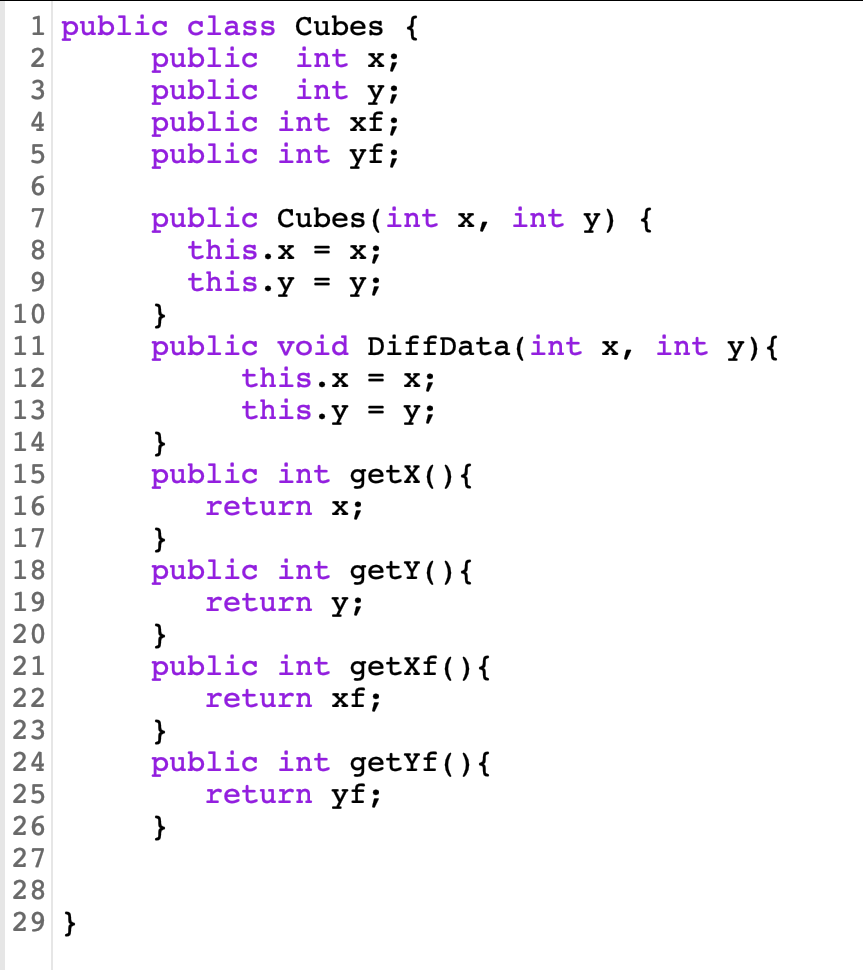 1 public class Cubes {
2 public  int x;
3 public  int y;
4 public int xf;
5 public int yf;
6
7 public Cubes(int x, int y) {
8 this.x = x;
9 this.y = y;
10 }
11 public void DiffData(int x, int y){
12 this.x = x;
13 this.y = y;
14 }
15 public int getX(){
16 return x;
17 }
18 public int getY(){
19 return y;
20 }
21 public int getXf(){
22 return xf;
23 }
24 public int getYf(){
25 return yf;
26 }
27
28
29 }